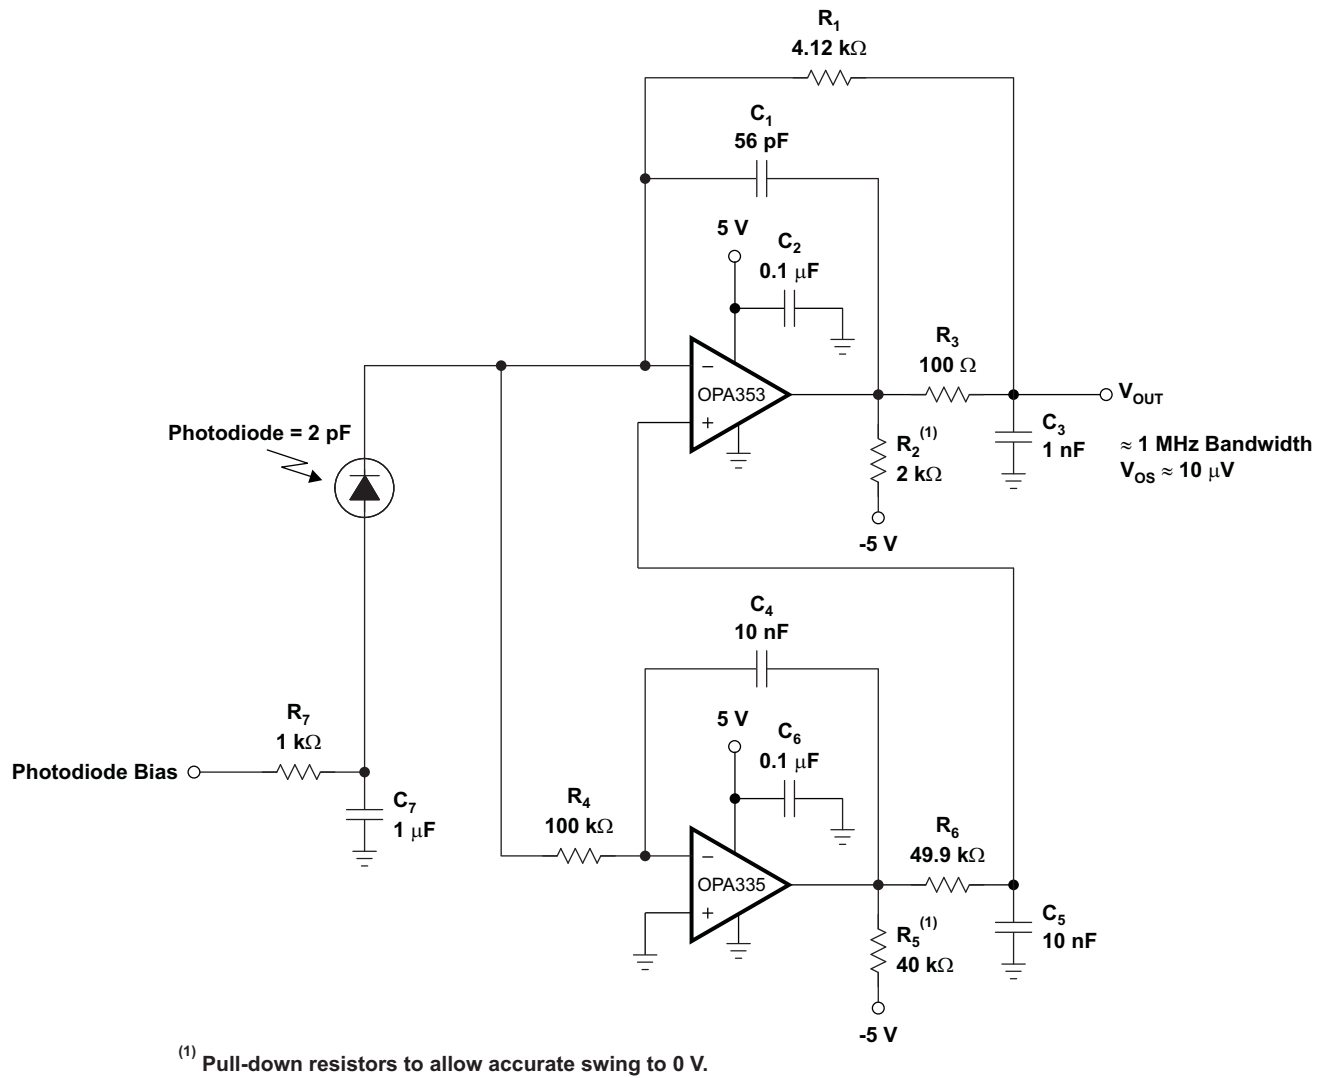 R1
4.12 kΩ
C1
56 pF
5 V
C2
0.1 μF
R3
100 Ω
−
OPA353
+
VOUT
Photodiode = 2 pF
R2(1)
2 kΩ
C3
1 nF
≈ 1 MHz Bandwidth
VOS ≈ 10 μV
-5 V
C4
10 nF
R7
1 kΩ
5 V
C6
0.1 μF
Photodiode Bias
C7
1 μF
R4
100 kΩ
R6
49.9 kΩ
−
OPA335
+
R5(1)
40 kΩ
C5
10 nF
-5 V
(1) Pull-down resistors to allow accurate swing to 0 V.